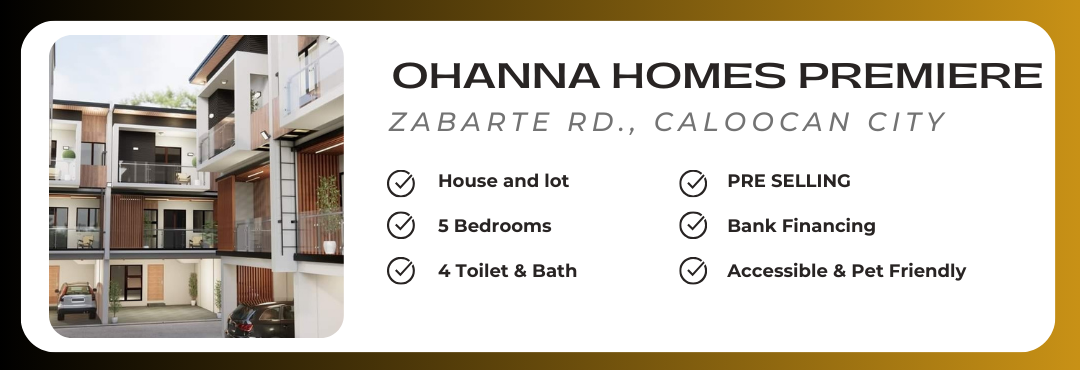 OHANNA HOMES PREMIERE
ZABARTE RD., CALOOCAN CITY
House and lot
5 Bedrooms
4 Toilet & Bath
PRE SELLING
Bank Financing
Accessible & Pet Friendly